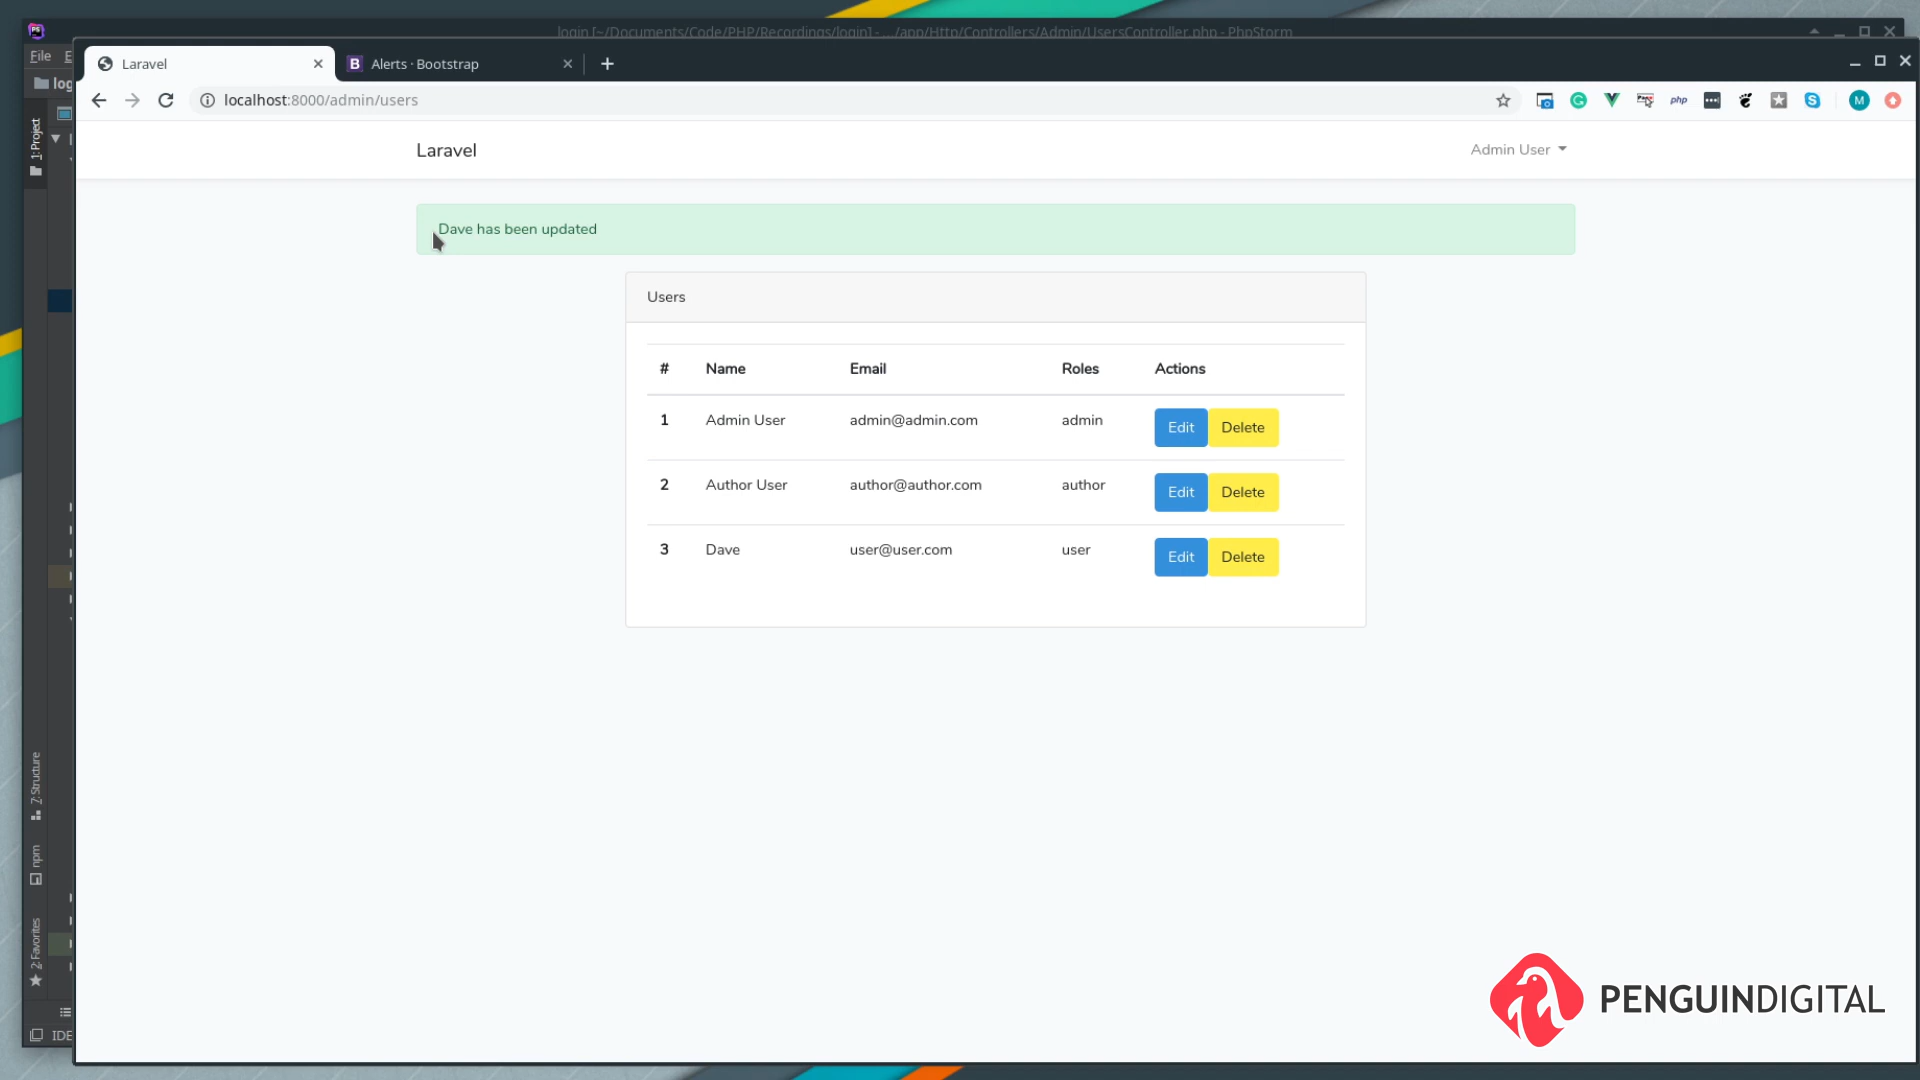 login [~/Documents/Code/PHP/Recordings/login] - .../app/Http/Controllers/Admin/UsersController.php - PhpStorm
File
Laravel
Alerts · Bootstrap
log
localhost:8000/admin/users
php
M
1: Project
Laravel
Admin User
Dave has been updated
Users
# Name Email Roles Actions
1 Admin User admin@admin.com admin Edit Delete
2 Author User author@author.com author Edit Delete
3 Dave user@user.com user Edit Delete
Z: Structure
npm
2: Favorites
IDE
PENGUINDIGITAL